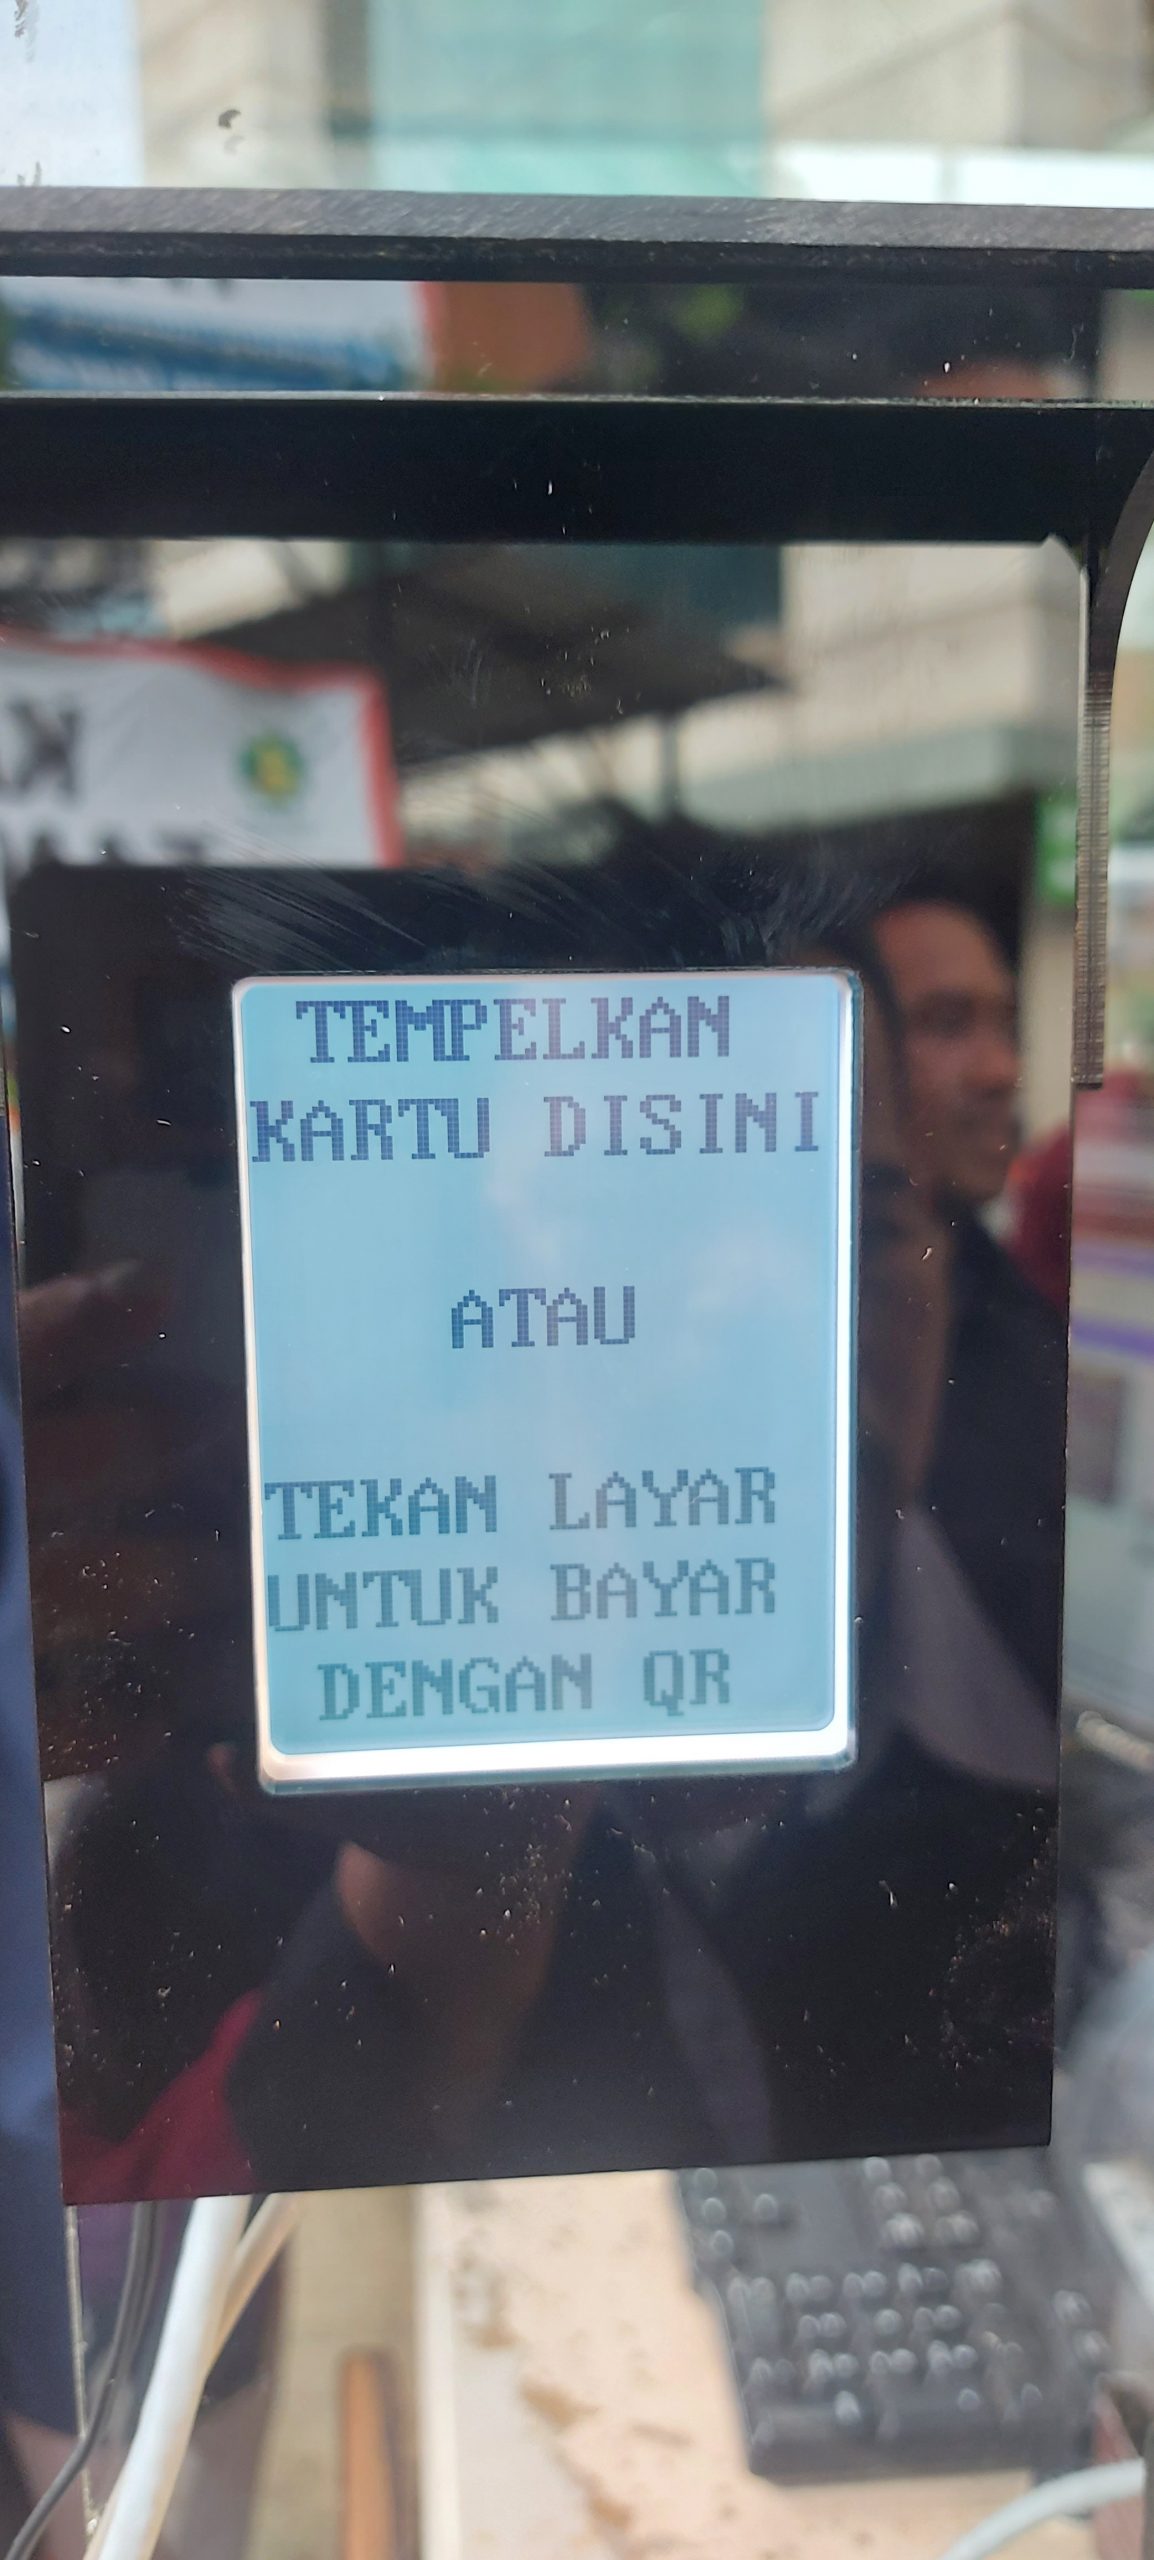 TEMPELKAN
KARTU DISINI
ATAU
TEKAN LAYAR
UNTUK BAYAR
DENGAN QR